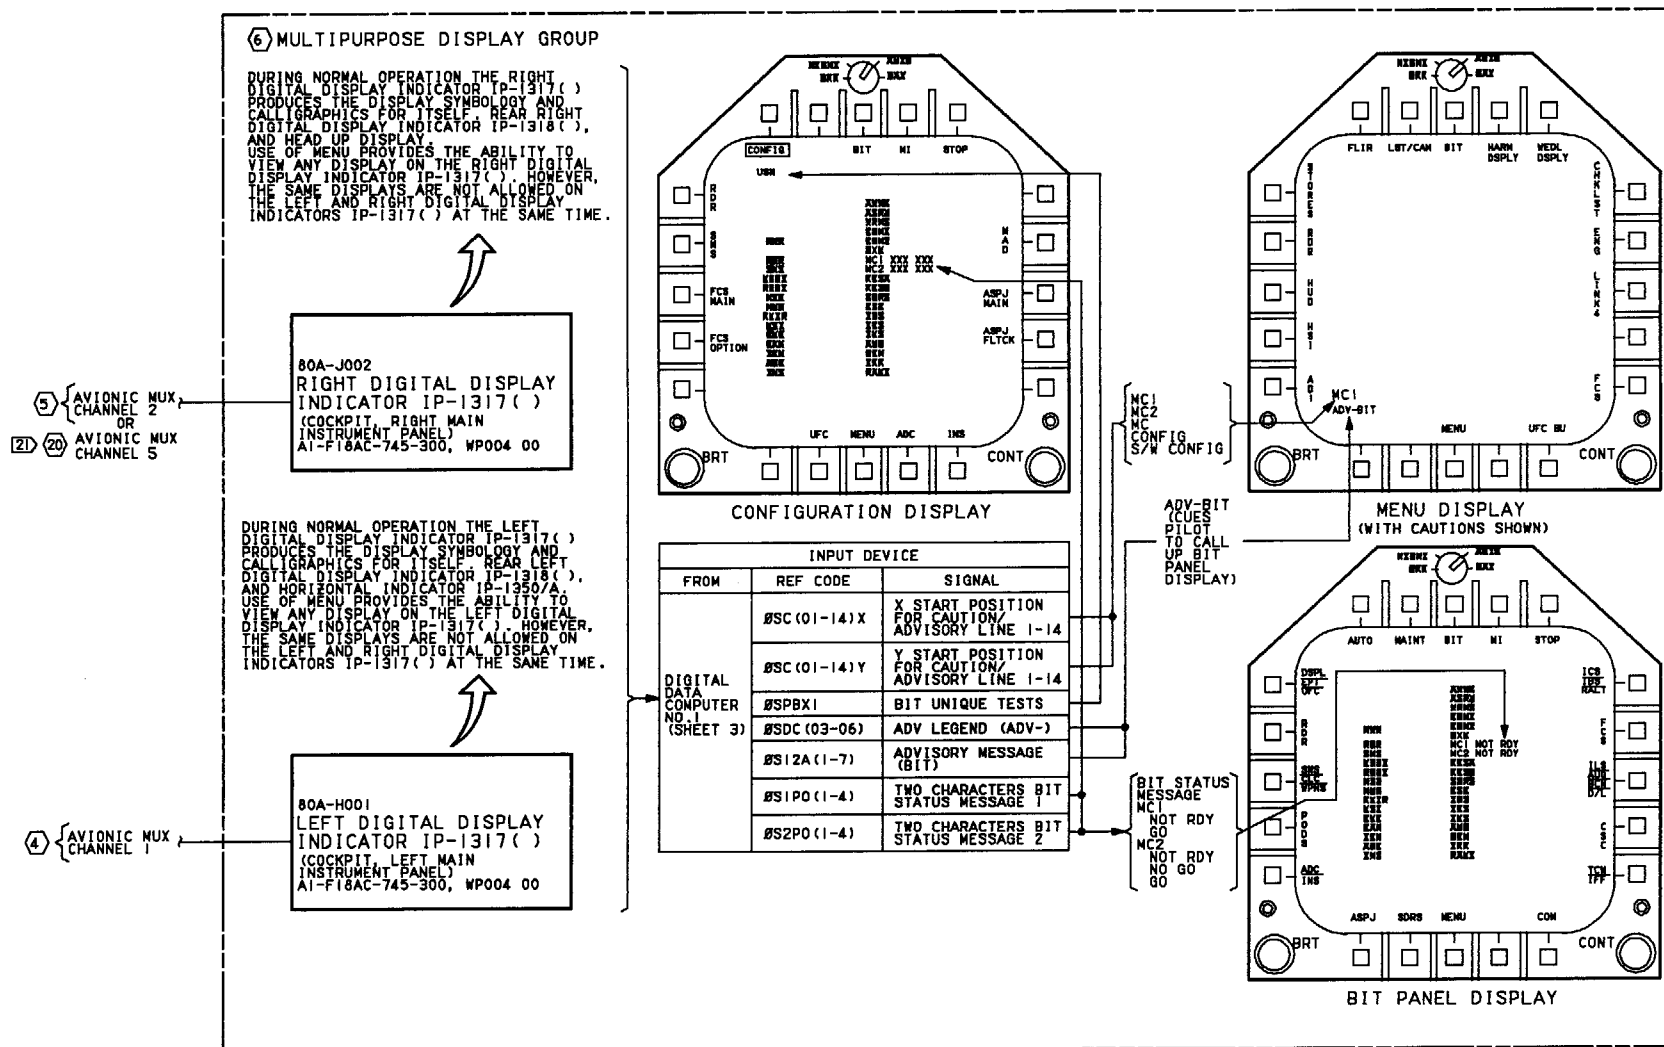 6 MULTIPURPOSE DISPLAY GROUP
DURING NORMAL OPERATION THE RIGHT
DIGITAL DISPLAY INDICATOR IP-1317( )
PRODUCES THE DISPLAY SYMBOLOGY AND
CALLIGRAPHICS FOR ITSELF, REAR RIGHT
DIGITAL DISPLAY INDICATOR IP-1318( ),
AND HEAD UP DISPLAY.
USE OF MENU PROVIDES THE ABILITY TO
VIEW ANY DISPLAY ON THE RIGHT DIGITAL
DISPLAY INDICATOR IP-1317( ). HOWEVER,
THE SAME DISPLAYS ARE NOT ALLOWED ON
THE LEFT AND RIGHT DIGITAL DISPLAY
INDICATORS IP-1317( ) AT THE SAME TIME.
80A-J002
RIGHT DIGITAL DISPLAY
INDICATOR IP-1317( )
(COCKPIT, RIGHT MAIN
INSTRUMENT PANEL)
A1-F18AC-745-300, WP004 00
5 AVIONIC MUX
CHANNEL 2
OR
21 20 AVIONIC MUX
CHANNEL 5
DURING NORMAL OPERATION THE LEFT
DIGITAL DISPLAY INDICATOR IP-1317( )
PRODUCES THE DISPLAY SYMBOLOGY AND
CALLIGRAPHICS FOR ITSELF, REAR LEFT
DIGITAL DISPLAY INDICATOR IP-1318( ),
AND HORIZONTAL INDICATOR IP-1350/A.
USE OF MENU PROVIDES THE ABILITY TO
VIEW ANY DISPLAY ON THE LEFT DIGITAL
DISPLAY INDICATOR IP-1317( ). HOWEVER,
THE SAME DISPLAYS ARE NOT ALLOWED ON
THE LEFT AND RIGHT DIGITAL DISPLAY
INDICATORS IP-1317( ) AT THE SAME TIME.
80A-H001
LEFT DIGITAL DISPLAY
INDICATOR IP-1317( )
(COCKPIT, LEFT MAIN
INSTRUMENT PANEL)
A1-F18AC-745-300, WP004 00
4 AVIONIC MUX
CHANNEL 1
CONFIG BIT MI STOP
USN
RDR
SMS
FCS
MAIN
FCS
OPTION
MC1 XXX XXX
MC2 XXX XXX
MAD
ASPJ
MAIN
ASPJ
FLTCK
UFC MENU ADC INS
BRT
CONT
CONFIGURATION DISPLAY
INPUT DEVICE
FROM REF CODE SIGNAL
DIGITAL
DATA
COMPUTER
NO.1
(SHEET 3)
ØSC(01-14)X X START POSITION
FOR CAUTION/
ADVISORY LINE 1-14
ØSC(01-14)Y Y START POSITION
FOR CAUTION/
ADVISORY LINE 1-14
ØSPBX1 BIT UNIQUE TESTS
ØSDC(03-06) ADV LEGEND (ADV-)
ØS12A(1-7) ADVISORY MESSAGE
(BIT)
ØS1PO(1-4) TWO CHARACTERS BIT
STATUS MESSAGE 1
ØS2PO(1-4) TWO CHARACTERS BIT
STATUS MESSAGE 2
MC1
MC2
MC
CONFIG
S/W CONFIG
ADV-BIT
(CUES
PILOT
TO CALL
UP BIT
PANEL
DISPLAY)
BIT STATUS
MESSAGE
MC1
NOT RDY
GO
MC2
NOT RDY
NO GO
GO
FLIR LST/CAM BIT HARM
DSPLY WEDL
DSPLY
STORES
RDR
HUD
HSI
ADI
CHKLST
ENG
LINK4
FCS
MC1
ADV-BIT
MENU UFC BU
BRT
CONT
MENU DISPLAY
(WITH CAUTIONS SHOWN)
AUTO MAINT BIT MI STOP
RDR
PODS
ADC
INS
ICS
FCS
CSC
D/L
MC1 NOT RDY
MC2 NOT RDY
ASPJ SDRS MENU COM
BRT
CONT
BIT PANEL DISPLAY